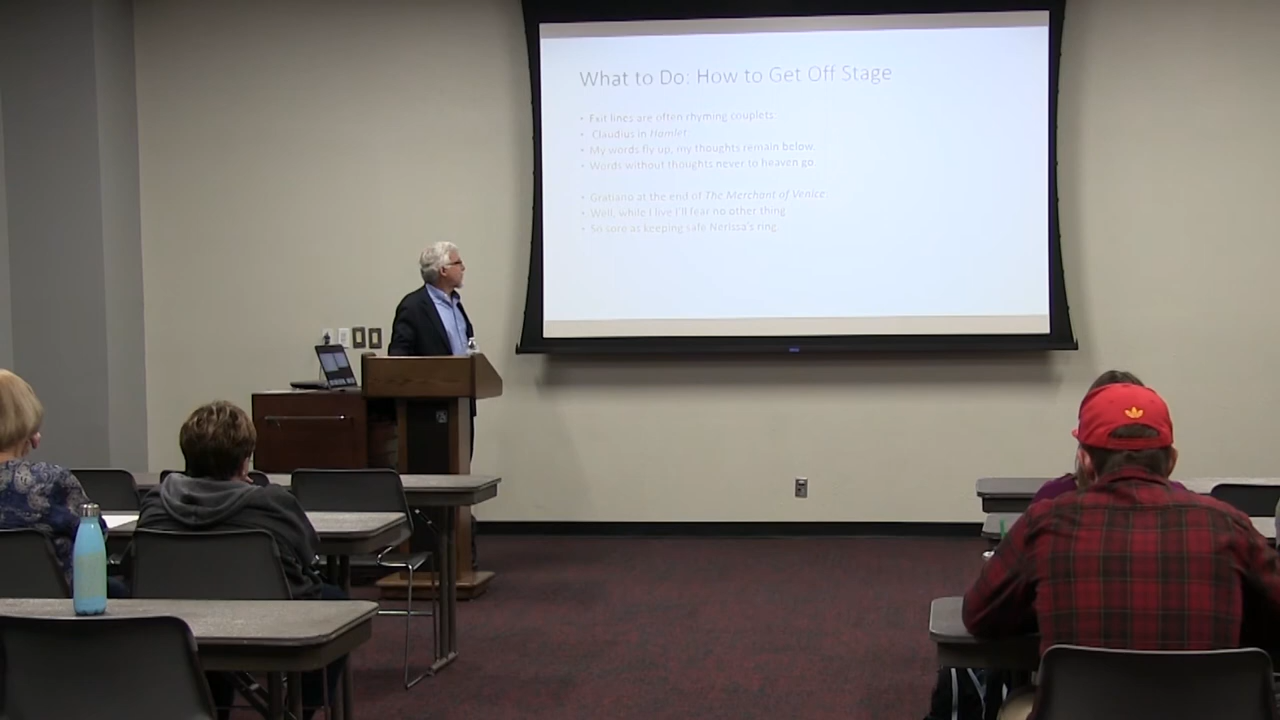 What to Do: How to Get Off Stage
• Exit lines are often rhyming couplets
• Claudius in Hamlet
• My words fly up, my thoughts remain below.
• Words without thoughts never to heaven go.
• Gratiano at the end of The Merchant of Venice:
• Well, while I live I'll fear no other thing
• So sore as keeping safe Nerissa's ring.